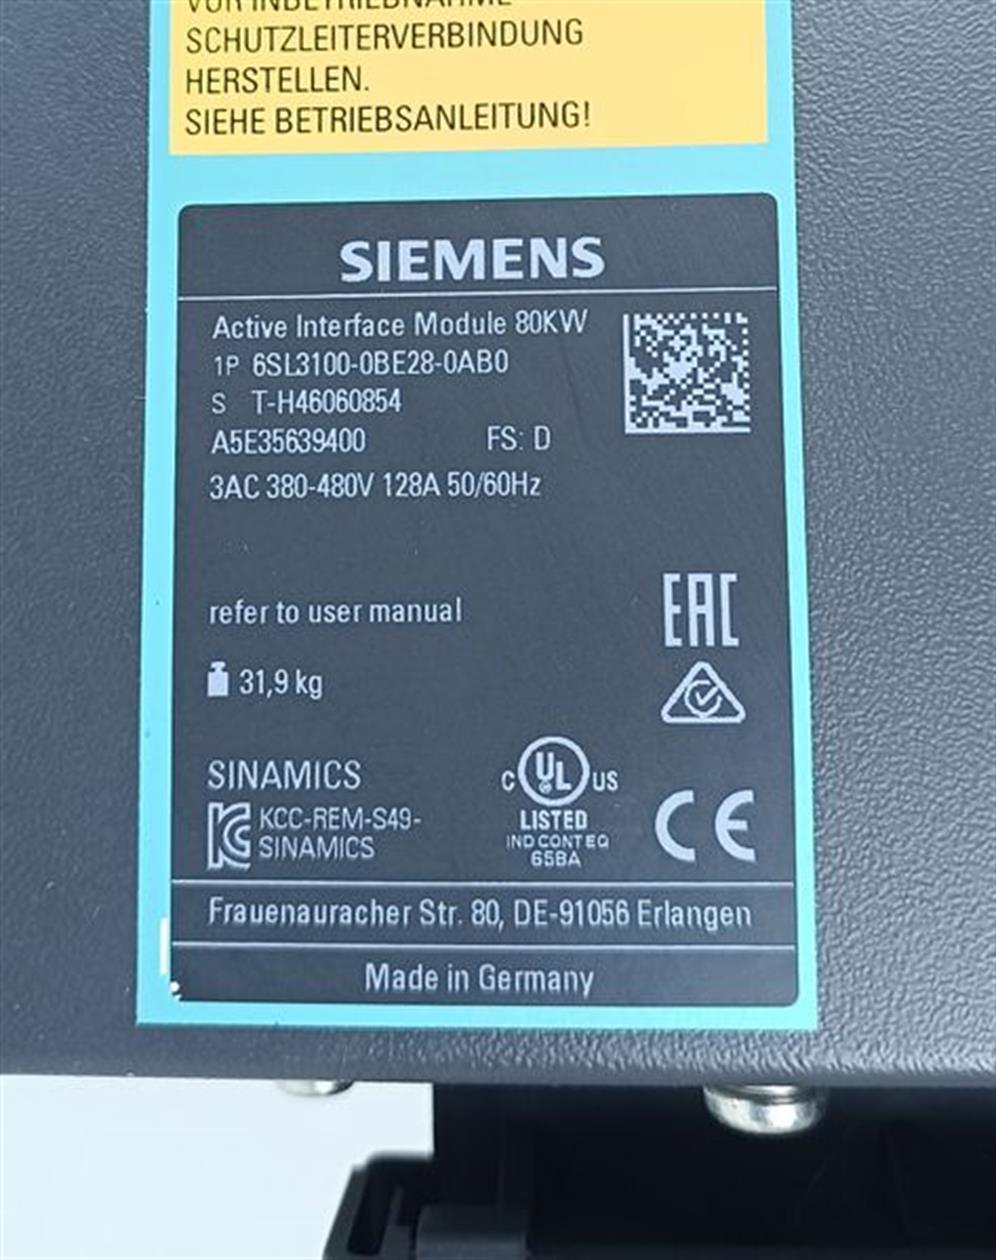 VOR INBETRIEBNAHME
SCHUTZLEITERVERBINDUNG
HERSTELLEN.
SIEHE BETRIEBSANLEITUNG!
SIEMENS
Active Interface Module 80KW
1P 6SL3100-0BE28-0AB0
S T-H46060854
A5E35639400 FS: D
3AC 380-480V 128A 50/60Hz
refer to user manual
EAC
31,9 kg
SINAMICS
KCC-REM-S49-
SINAMICS
C UL US
LISTED
IND CONT EQ
65BA
CE
Frauenauracher Str. 80, DE-91056 Erlangen
Made in Germany